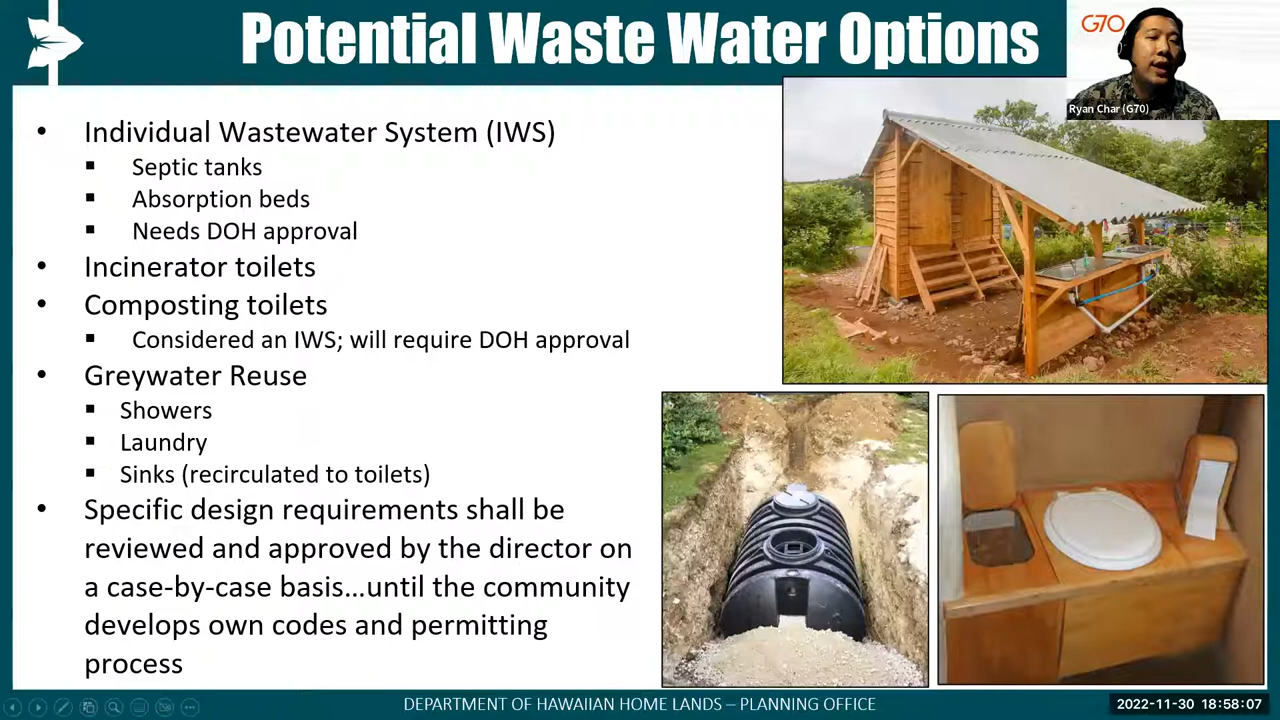 Potential Waste Water Options
G70
Ryan Char (G70)
• Individual Wastewater System (IWS)
▪ Septic tanks
▪ Absorption beds
▪ Needs DOH approval
• Incinerator toilets
• Composting toilets
▪ Considered an IWS; will require DOH approval
• Greywater Reuse
▪ Showers
▪ Laundry
▪ Sinks (recirculated to toilets)
• Specific design requirements shall be
reviewed and approved by the director on
a case-by-case basis…until the community
develops own codes and permitting
process
DEPARTMENT OF HAWAIIAN HOME LANDS – PLANNING OFFICE
2022-11-30 18:58:07